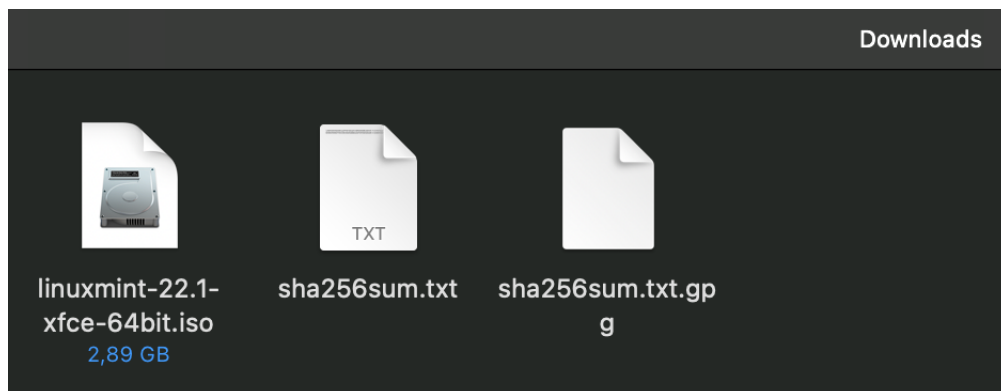 Downloads
TXT
linuxmint-22.1-
xfce-64bit.iso
2,89 GB
sha256sum.txt
sha256sum.txt.gp
g